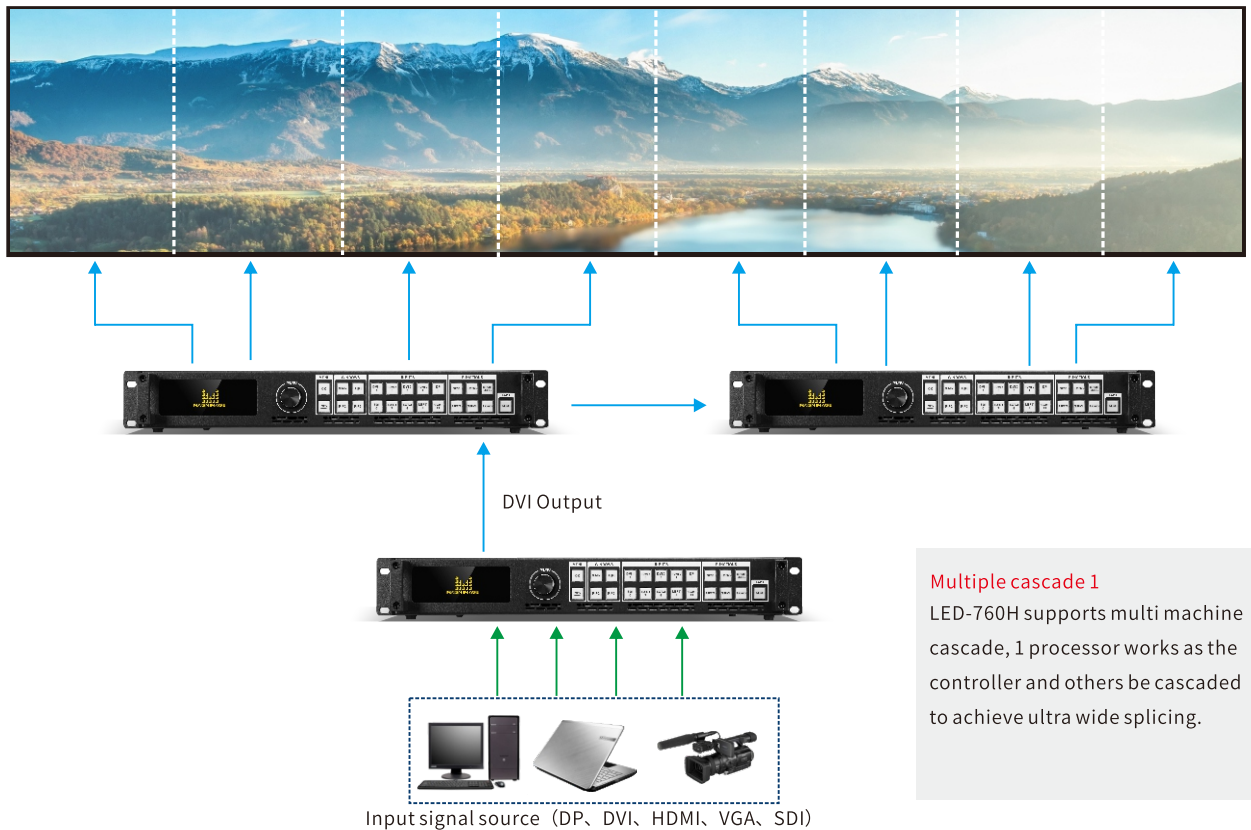 DVI Output
Multiple cascade 1
LED-760H supports multi machine
cascade, 1 processor works as the
controller and others be cascaded
to achieve ultra wide splicing.
Input signal source（DP、DVI、HDMI、VGA、SDI）